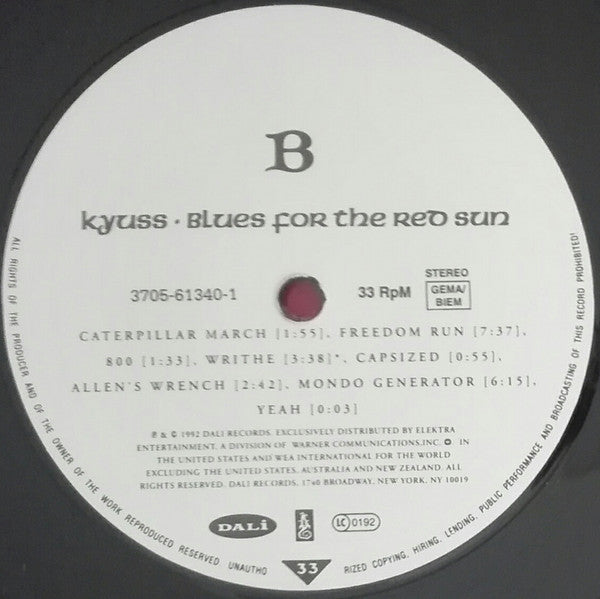 B
Kyuss · Blues for the Red Sun
3705-61340-1
33 RpM
STEREO
GEMA/
BIEM
CATERPILLAR MARCH [1:55]. FREEDOM RUN [7:37].
800 [1:33]. WRITHE [3:38]*. CAPSIZED [0:55].
ALLEN'S WRENCH [2:42]. MONDO GENERATOR [6:15].
YEAH [0:03]
℗ & © 1992 DALI RECORDS. EXCLUSIVELY DISTRIBUTED BY ELEKTRA
ENTERTAINMENT, A DIVISION OF WARNER COMMUNICATIONS,INC. IN
THE UNITED STATES AND WEA INTERNATIONAL FOR THE WORLD
EXCLUDING THE UNITED STATES, AUSTRALIA AND NEW ZEALAND. ALL
RIGHTS RESERVED. DALI RECORDS, 1740 BROADWAY, NEW YORK, NY 10019
DALI
LC 0192
33
ALL RIGHTS OF THE PRODUCER AND OF THE OWNER OF THE WORK REPRODUCED RESERVED UNAUTHO
RIZED COPYING, HIRING, LENDING, PUBLIC PERFORMANCE AND BROADCASTING OF THIS RECORD PROHIBITED!